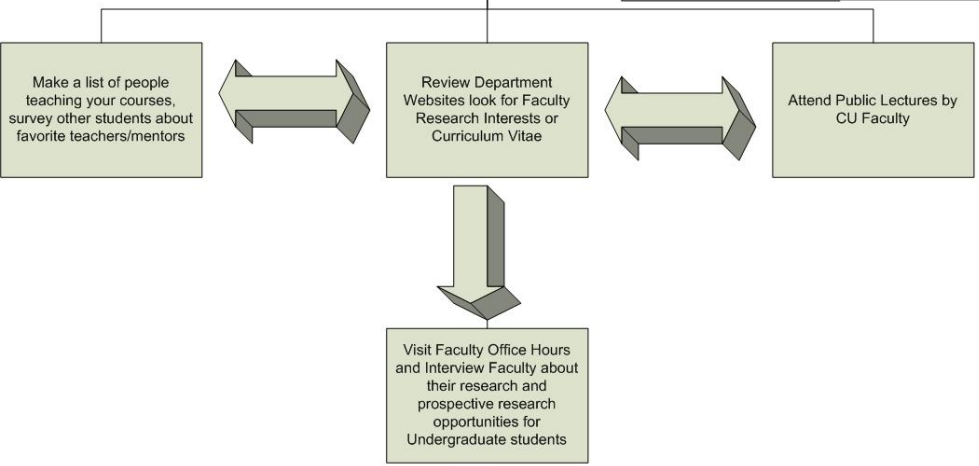 Make a list of people
teaching your courses,
survey other students about
favorite teachers/mentors
Review Department
Websites look for Faculty
Research Interests or
Curriculum Vitae
Attend Public Lectures by
CU Faculty
Visit Faculty Office Hours
and Interview Faculty about
their research and
prospective research
opportunities for
Undergraduate students